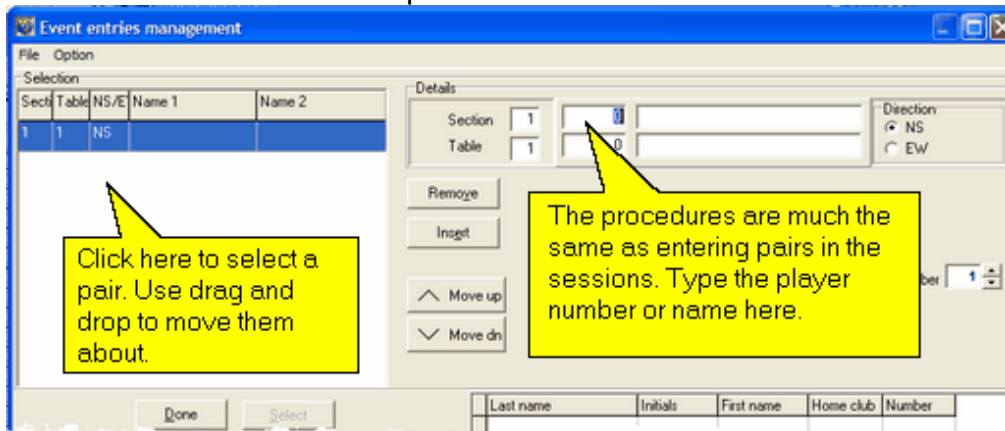 Event entries management
File Option
Selection
Secti Table NS/E Name 1 Name 2
1 1 NS
Details
Section 1 0
Table 1 0
Direction
NS
EW
Remove
Insert
Move up
Move dn
Click here to select a
pair. Use drag and
drop to move them
about.
The procedures are much the
same as entering pairs in the
sessions. Type the player
number or name here.
ber 1
Done Select
Last name Initials First name Home club Number